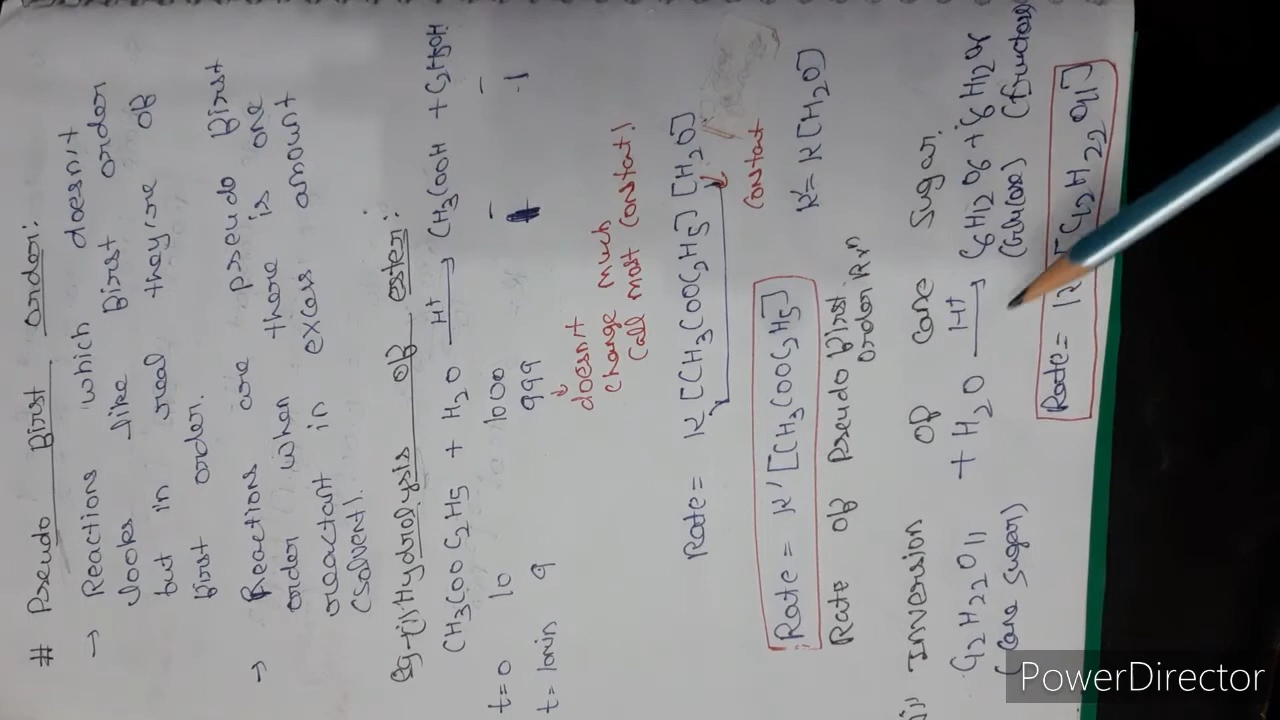 # Pseudo First order:
→ Reactions which doesn't
looks like first order
but in real they're of
first order.
→ Reactions are pseudo first
order when there is one
reactant in excess amount
(solvent).
Eg-(i) Hydrolysis of ester:
CH3COOC2H5 + H2O H+→ CH3COOH + C2H5OH
t=0 10 1000 - -
t=10min 9 999 1 1
doesn't
change much
(all most constant)
Rate = K [CH3COOC2H5] [H2O]
constant
Rate = K' [CH3COOC2H5] K' = K[H2O]
Rate of Pseudo first
order Rxn
ii) Inversion of cane sugar.
C12H22O11 + H2O H+→ C6H12O6 + C6H12O6
(cane sugar) (Glucose) (fructose)
Rate = K' [C12H22O11]
PowerDirector